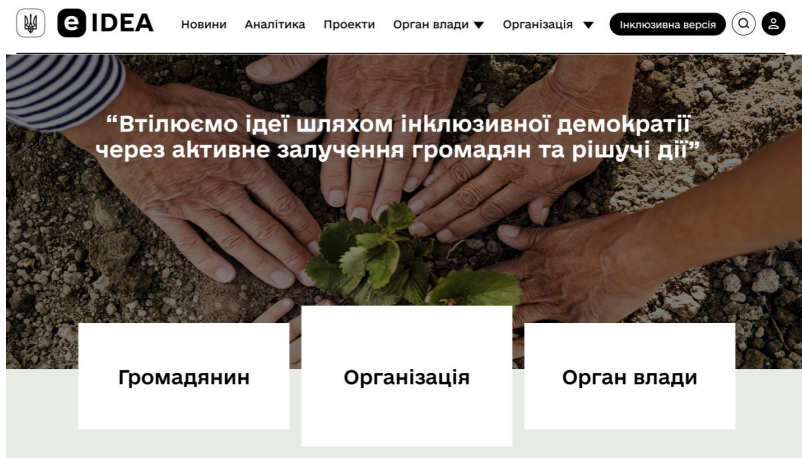 e IDEA
Новини Аналітика Проекти Орган влади Організація Інклюзивна версія
“Втілюємо ідеї шляхом інклюзивної демократії
через активне залучення громадян та рішучі дії”
Громадянин Організація Орган влади